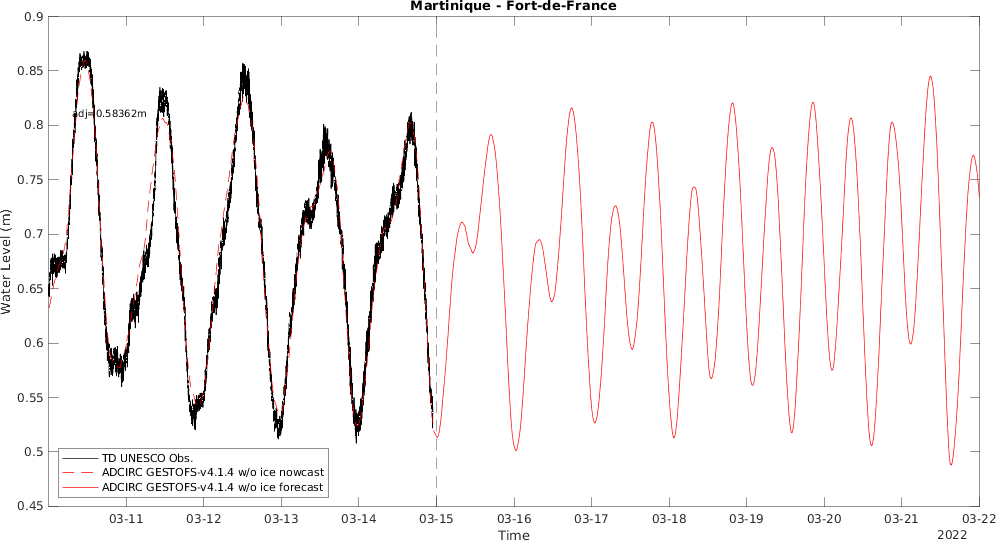 Martinique - Fort-de-France
0.9
0.85
0.8
0.75
0.7
0.65
0.6
0.55
0.5
0.45
Water Level (m)
adj=0.58362m
TD UNESCO Obs.
ADCIRC GESTOFS-v4.1.4 w/o ice nowcast
ADCIRC GESTOFS-v4.1.4 w/o ice forecast
03-11 03-12 03-13 03-14 03-15 03-16 03-17 03-18 03-19 03-20 03-21 03-22
Time
2022